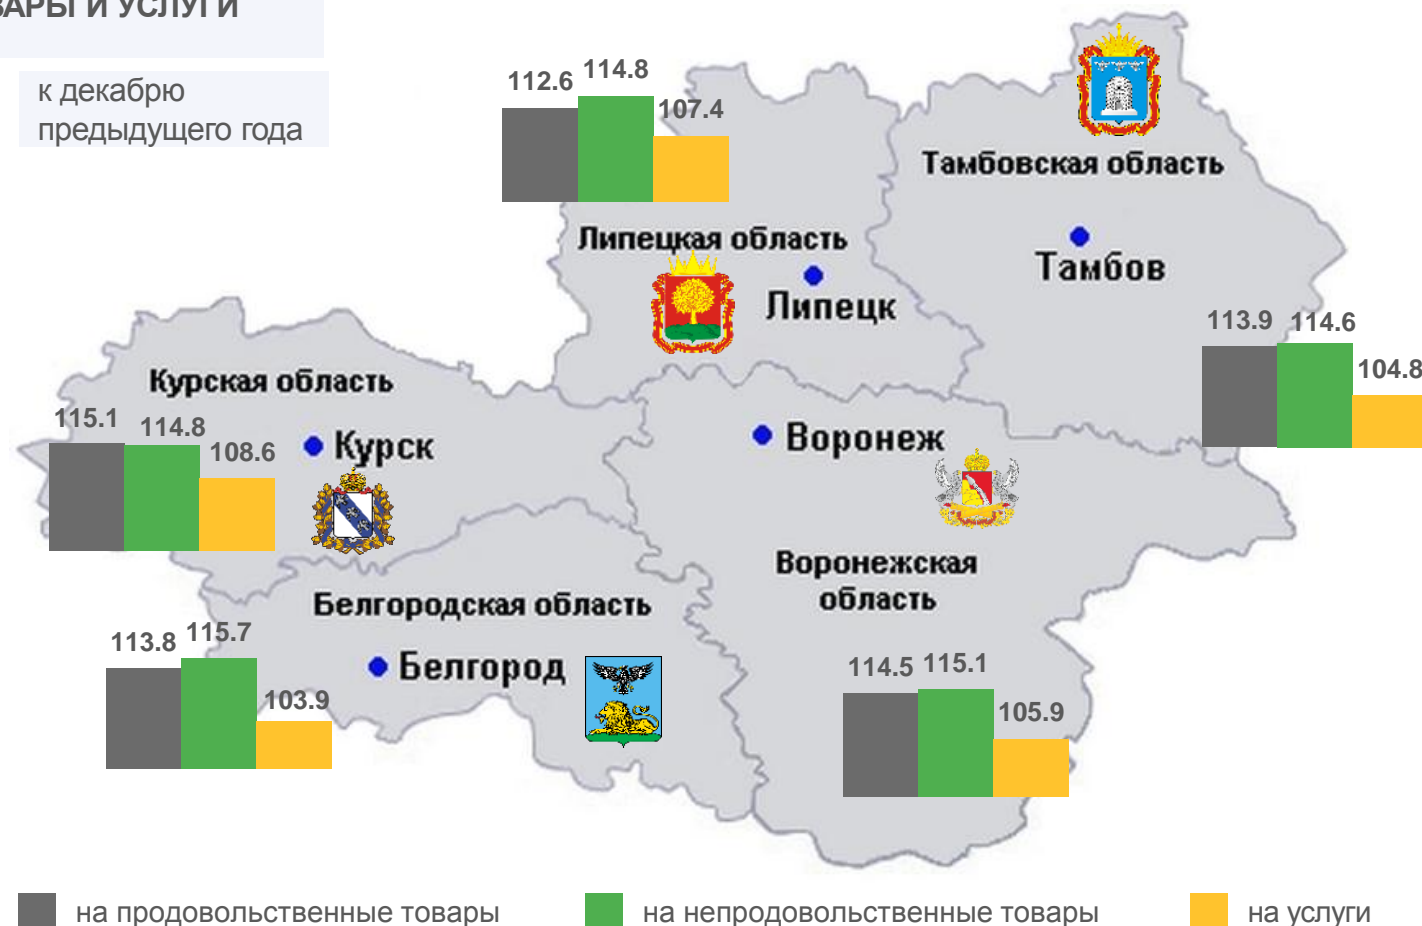 ТОВАРЫ И УСЛУГИ
к декабрю
предыдущего года
112.6 114.8 107.4
Тамбовская область
Липецкая область
Тамбов
Липецк
113.9 114.6 104.8
Курская область
115.1 114.8 108.6
Курск
Воронеж
Воронежская
область
Белгородская область
113.8 115.7 103.9
Белгород
114.5 115.1 105.9
на продовольственные товары
на непродовольственные товары
на услуги